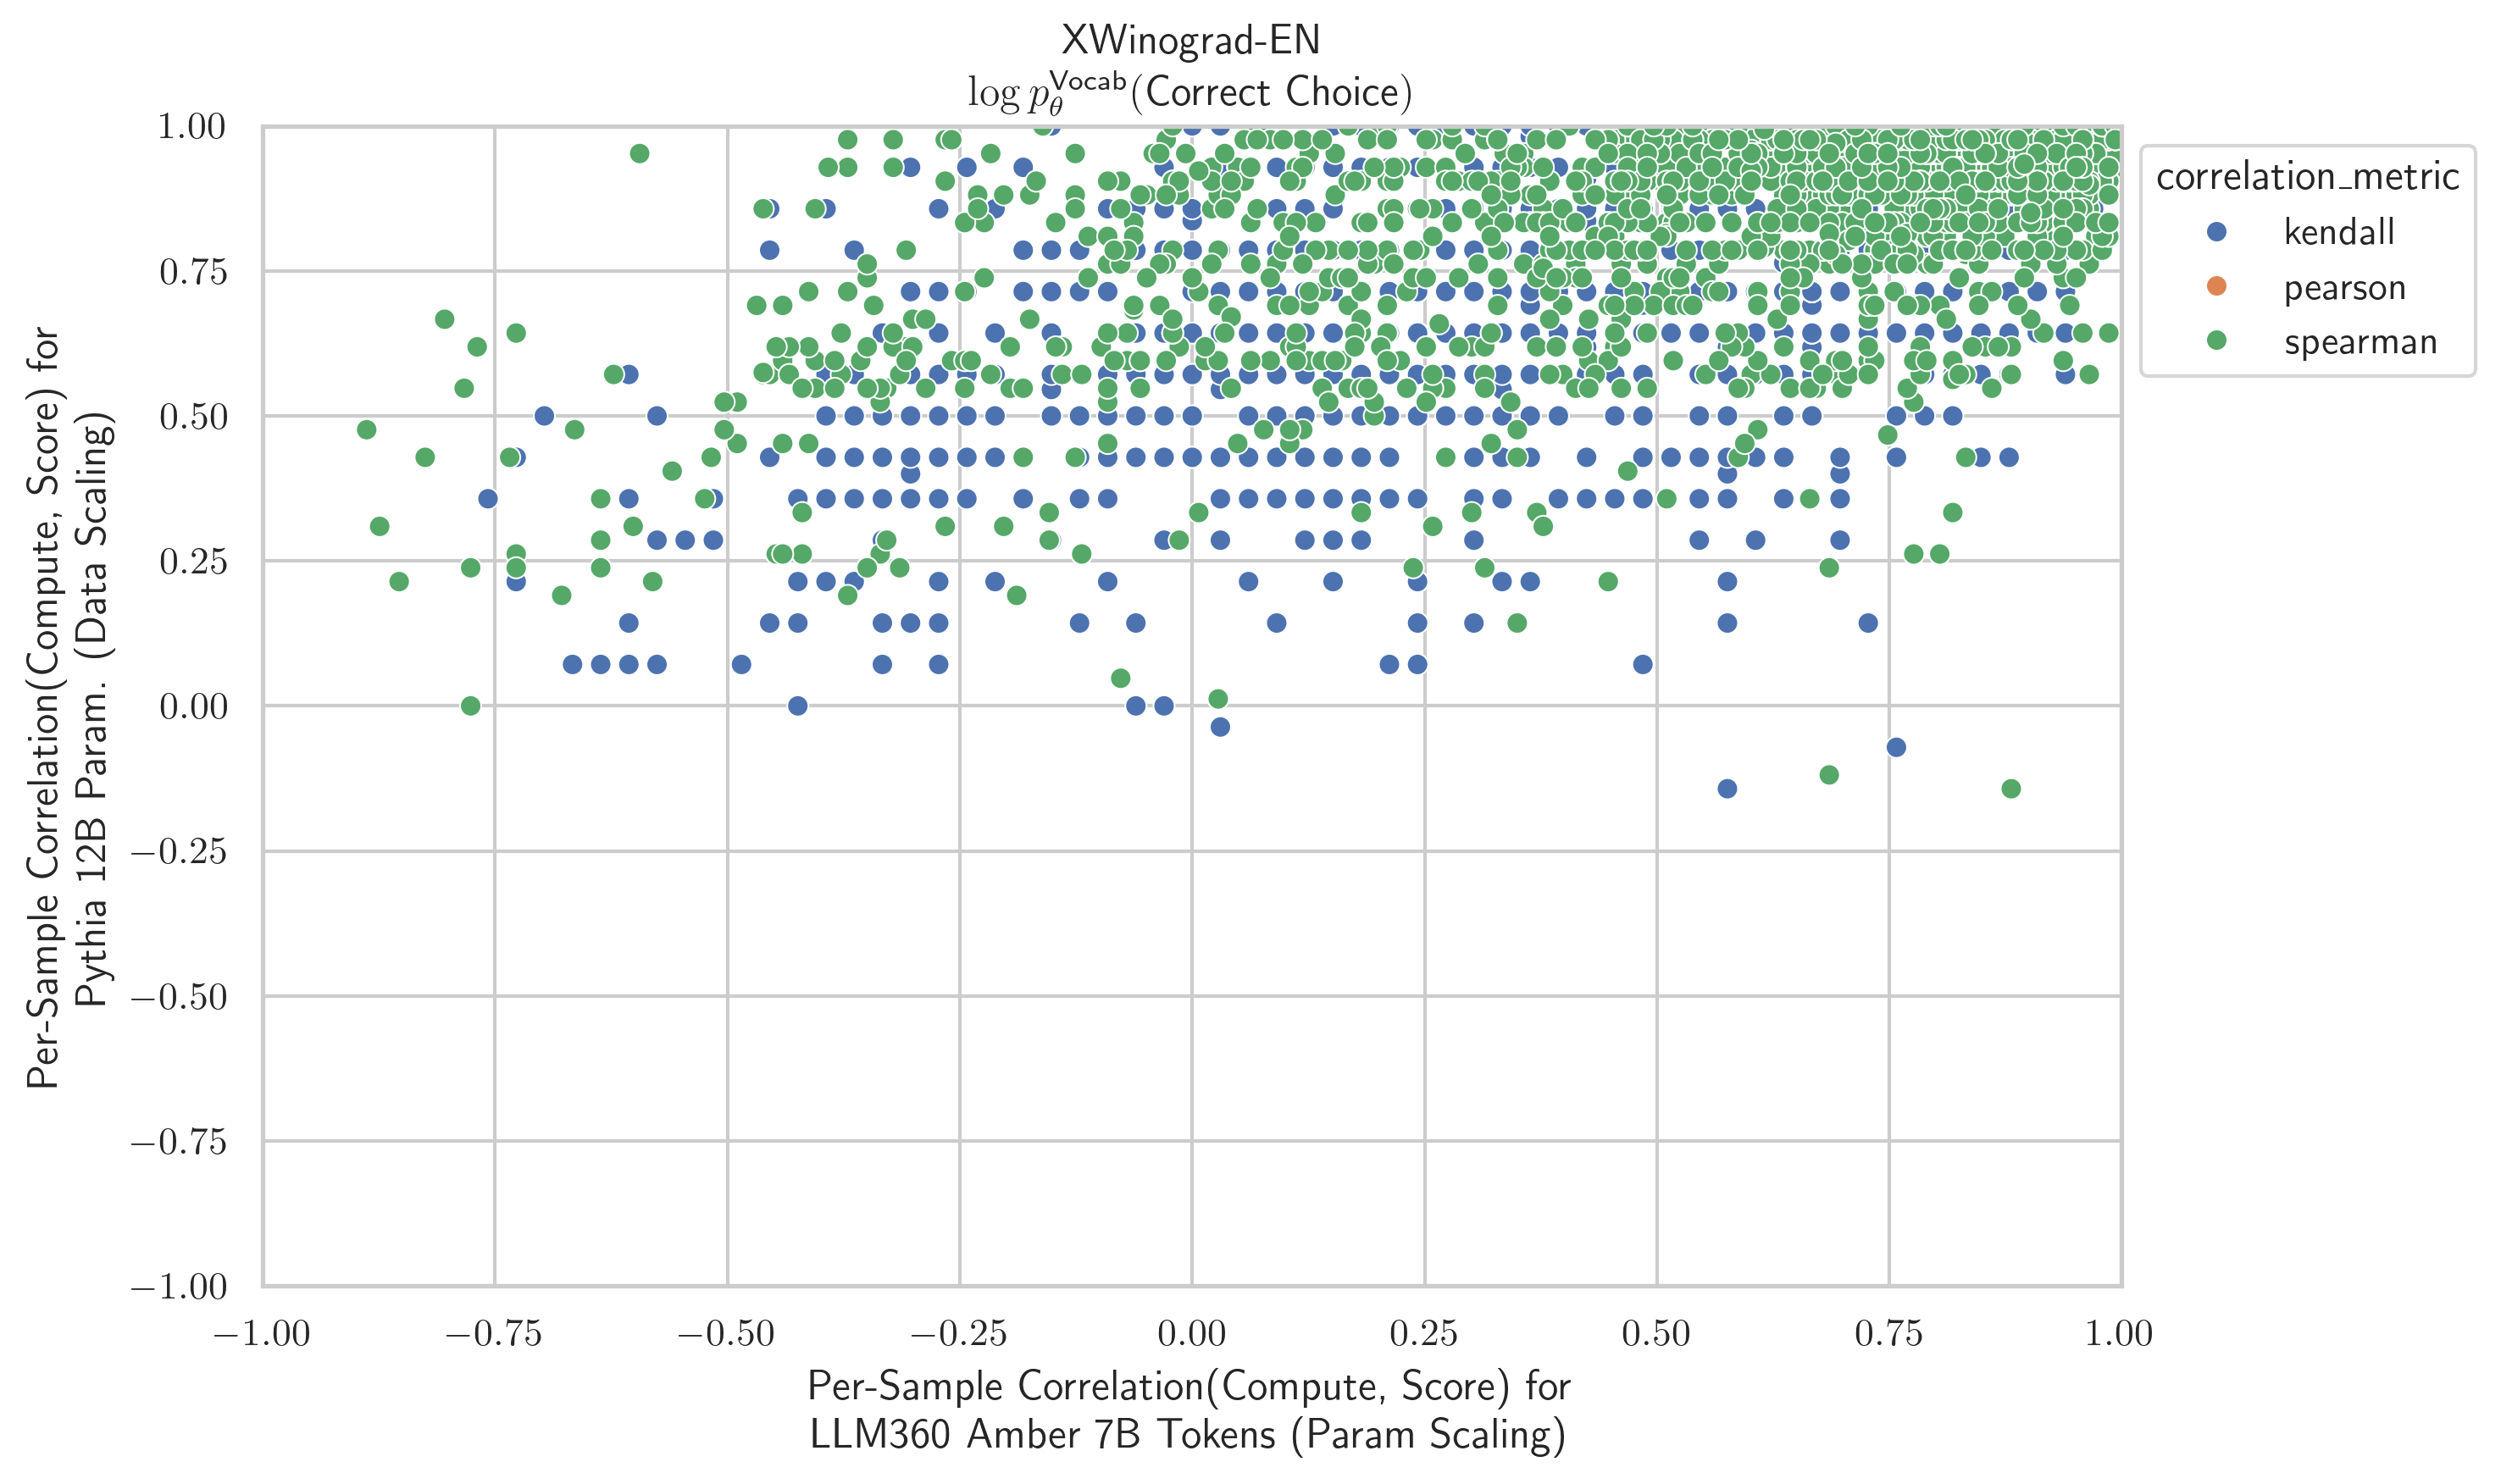 XWinograd-EN
log p_θ^Vocab(Correct Choice)
1.00
0.75
0.50
0.25
0.00
−0.25
−0.50
−0.75
−1.00
Per-Sample Correlation(Compute, Score) for
Pythia 12B Param. (Data Scaling)
−1.00 −0.75 −0.50 −0.25 0.00 0.25 0.50 0.75 1.00
Per-Sample Correlation(Compute, Score) for
LLM360 Amber 7B Tokens (Param Scaling)
correlation_metric
kendall
pearson
spearman